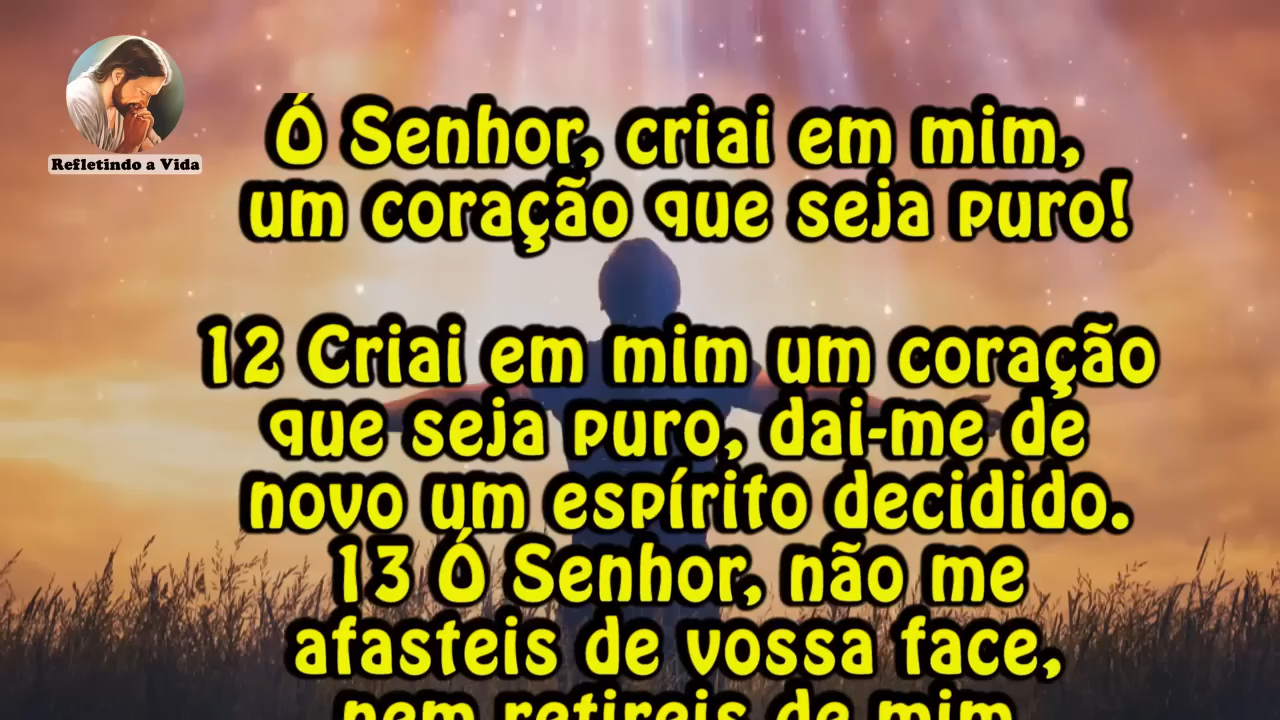 Refletindo a Vida
Ó Senhor, criai em mim,
um coração que seja puro!
12 Criai em mim um coração
que seja puro, dai-me de
novo um espírito decidido.
13 Ó Senhor, não me
afasteis de vossa face,
nem retireis de mim